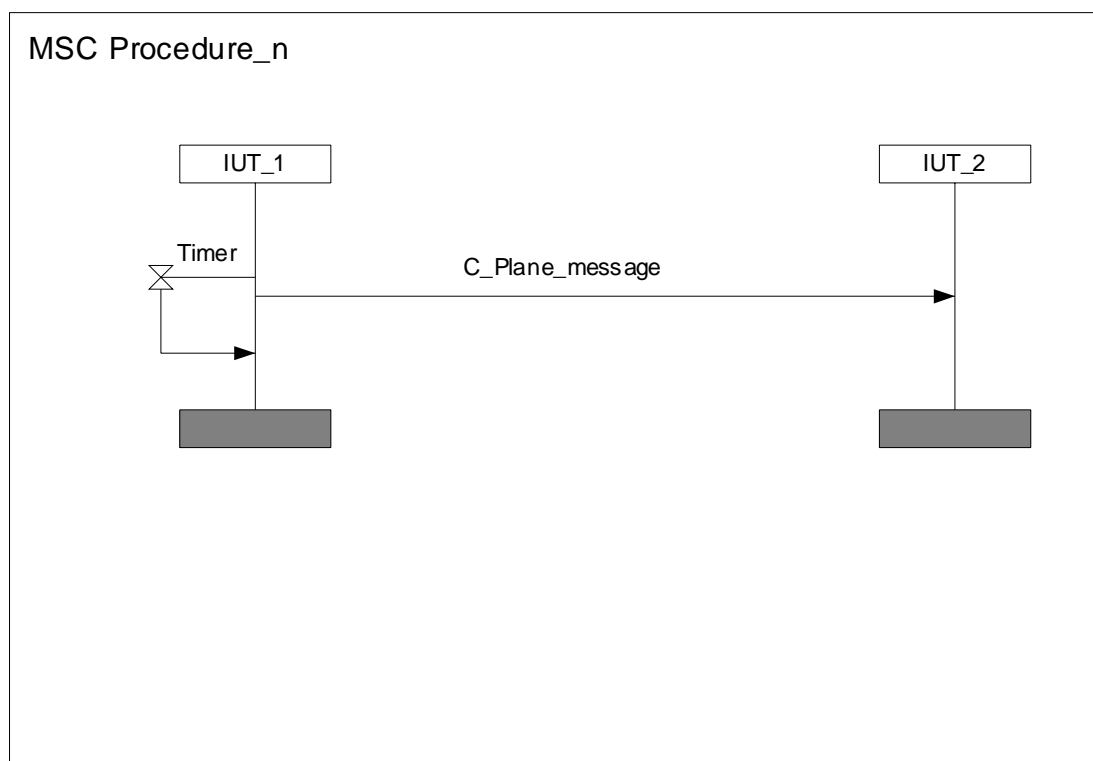 MSC Procedure_n
IUT_1
IUT_2
Timer
C_Plane_message